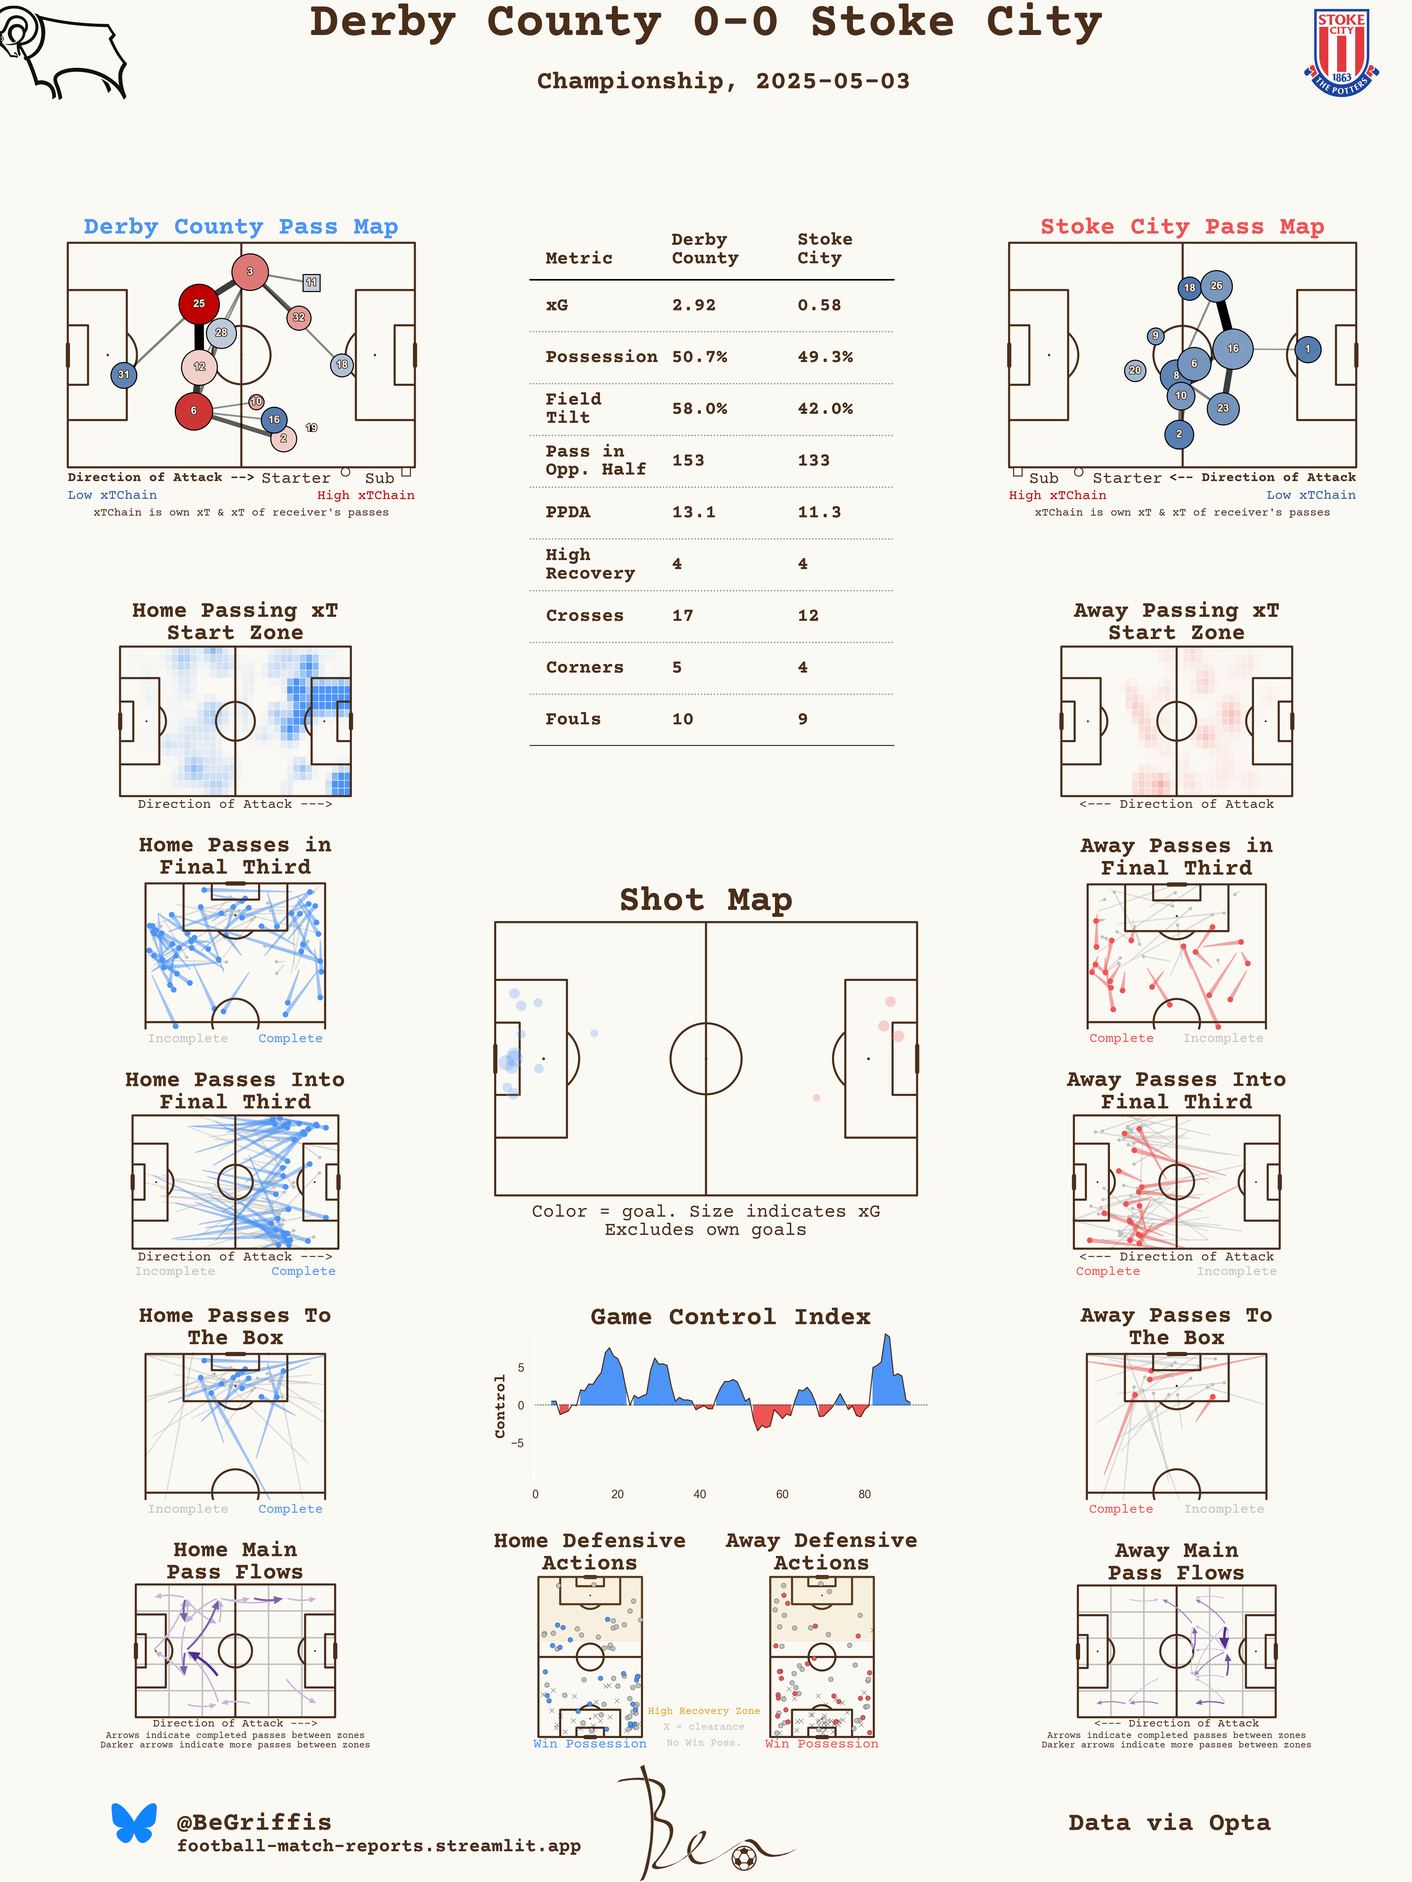 Derby County 0-0 Stoke City
Championship, 2025-05-03
STOKE
CITY
1863
THE POTTERS
Derby County Pass Map
3
11
25
32
28
12
18
31
10
6
16
19
2
Direction of Attack --> Starter Sub
Low xTChain High xTChain
xTChain is own xT & xT of receiver's passes
Metric Derby County Stoke City
xG 2.92 0.58
Possession 50.7% 49.3%
Field Tilt 58.0% 42.0%
Pass in Opp. Half 153 133
PPDA 13.1 11.3
High Recovery 4 4
Crosses 17 12
Corners 5 4
Fouls 10 9
Stoke City Pass Map
18
26
9
16
1
6
20
8
10
23
2
Sub Starter <-- Direction of Attack
High xTChain Low xTChain
xTChain is own xT & xT of receiver's passes
Home Passing xT
Start Zone
Direction of Attack --->
Away Passing xT
Start Zone
<--- Direction of Attack
Home Passes in
Final Third
Incomplete Complete
Away Passes in
Final Third
Complete Incomplete
Shot Map
Color = goal. Size indicates xG
Excludes own goals
Home Passes Into
Final Third
Direction of Attack --->
Incomplete Complete
Away Passes Into
Final Third
<--- Direction of Attack
Complete Incomplete
Home Passes To
The Box
Incomplete Complete
Game Control Index
Control
5
0
-5
0 20 40 60 80
Away Passes To
The Box
Complete Incomplete
Home Main
Pass Flows
Direction of Attack --->
Arrows indicate completed passes between zones
Darker arrows indicate more passes between zones
Home Defensive
Actions
Win Possession
Away Defensive
Actions
Win Possession
High Recovery Zone
X = clearance
No Win Poss.
Away Main
Pass Flows
<--- Direction of Attack
Arrows indicate completed passes between zones
Darker arrows indicate more passes between zones
@BeGriffis
football-match-reports.streamlit.app
Ben
Data via Opta